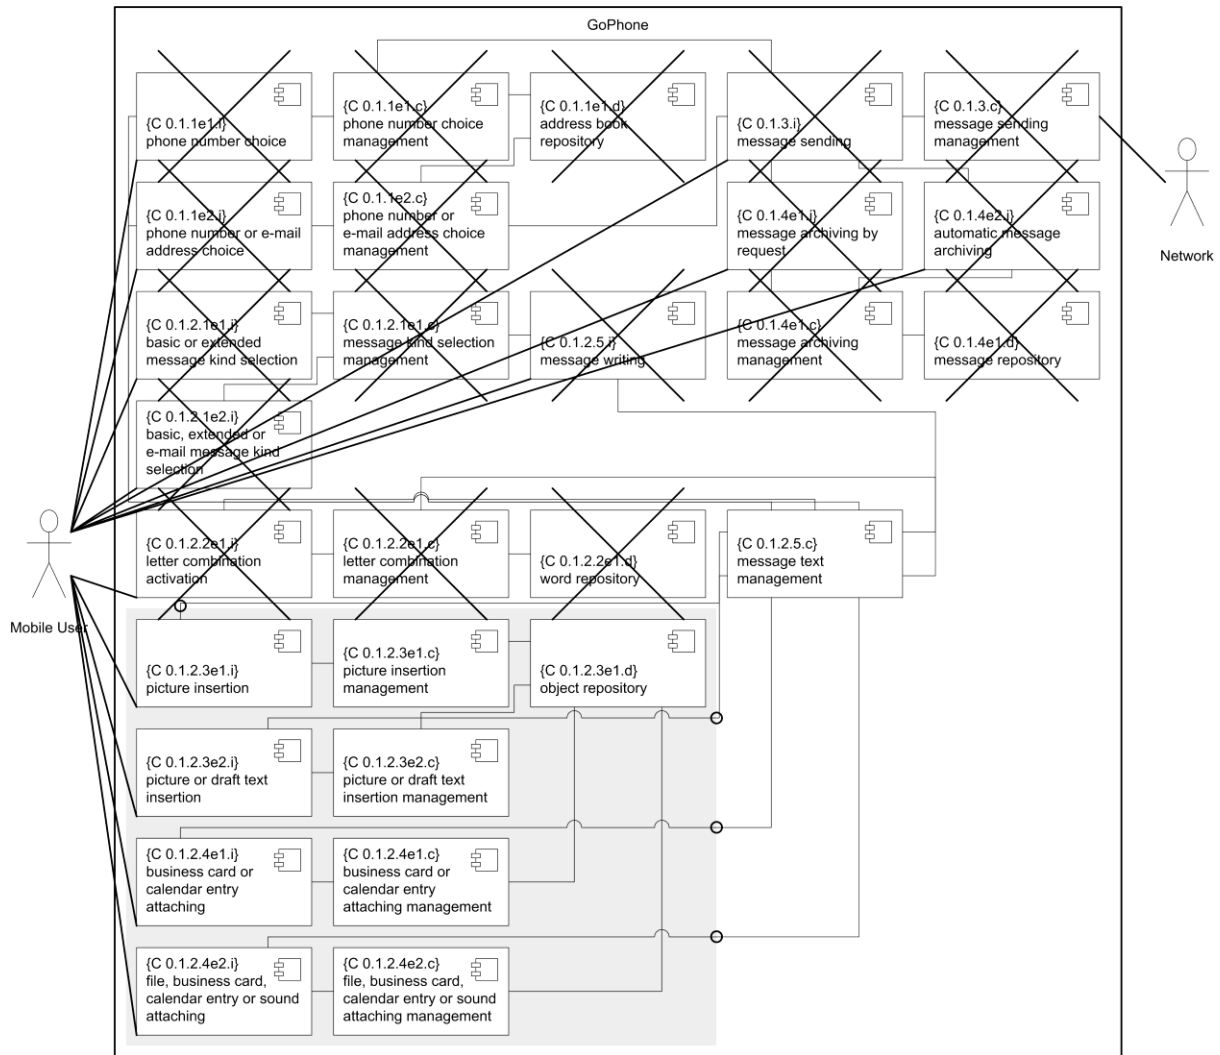 GoPhone
{C 0.1.1e1.i}
phone number choice
{C 0.1.1e1.c}
phone number choice
management
{C 0.1.1e1.d}
address book
repository
{C 0.1.3.i}
message sending
{C 0.1.3.c}
message sending
management
{C 0.1.1e2.i}
phone number or e-mail
address choice
{C 0.1.1e2.c}
phone number or
e-mail address choice
management
{C 0.1.4e1.i}
message archiving by
request
{C 0.1.4e2.i}
automatic message
archiving
Network
{C 0.1.2.1e1.i}
basic or extended
message kind selection
{C 0.1.2.1e1.c}
message kind selection
management
{C 0.1.2.5.i}
message writing
{C 0.1.4e1.c}
message archiving
management
{C 0.1.4e1.d}
message repository
{C 0.1.2.1e2.i}
basic, extended or
e-mail message kind
selection
{C 0.1.2.2e1.i}
letter combination
activation
{C 0.1.2.2e1.c}
letter combination
management
{C 0.1.2.2e1.d}
word repository
{C 0.1.2.5.c}
message text
management
Mobile User
{C 0.1.2.3e1.i}
picture insertion
{C 0.1.2.3e1.c}
picture insertion
management
{C 0.1.2.3e1.d}
object repository
{C 0.1.2.3e2.i}
picture or draft text
insertion
{C 0.1.2.3e2.c}
picture or draft text
insertion management
{C 0.1.2.4e1.i}
business card or
calendar entry
attaching
{C 0.1.2.4e1.c}
business card or
calendar entry
attaching management
{C 0.1.2.4e2.i}
file, business card,
calendar entry or sound
attaching
{C 0.1.2.4e2.c}
file, business card,
calendar entry or sound
attaching management